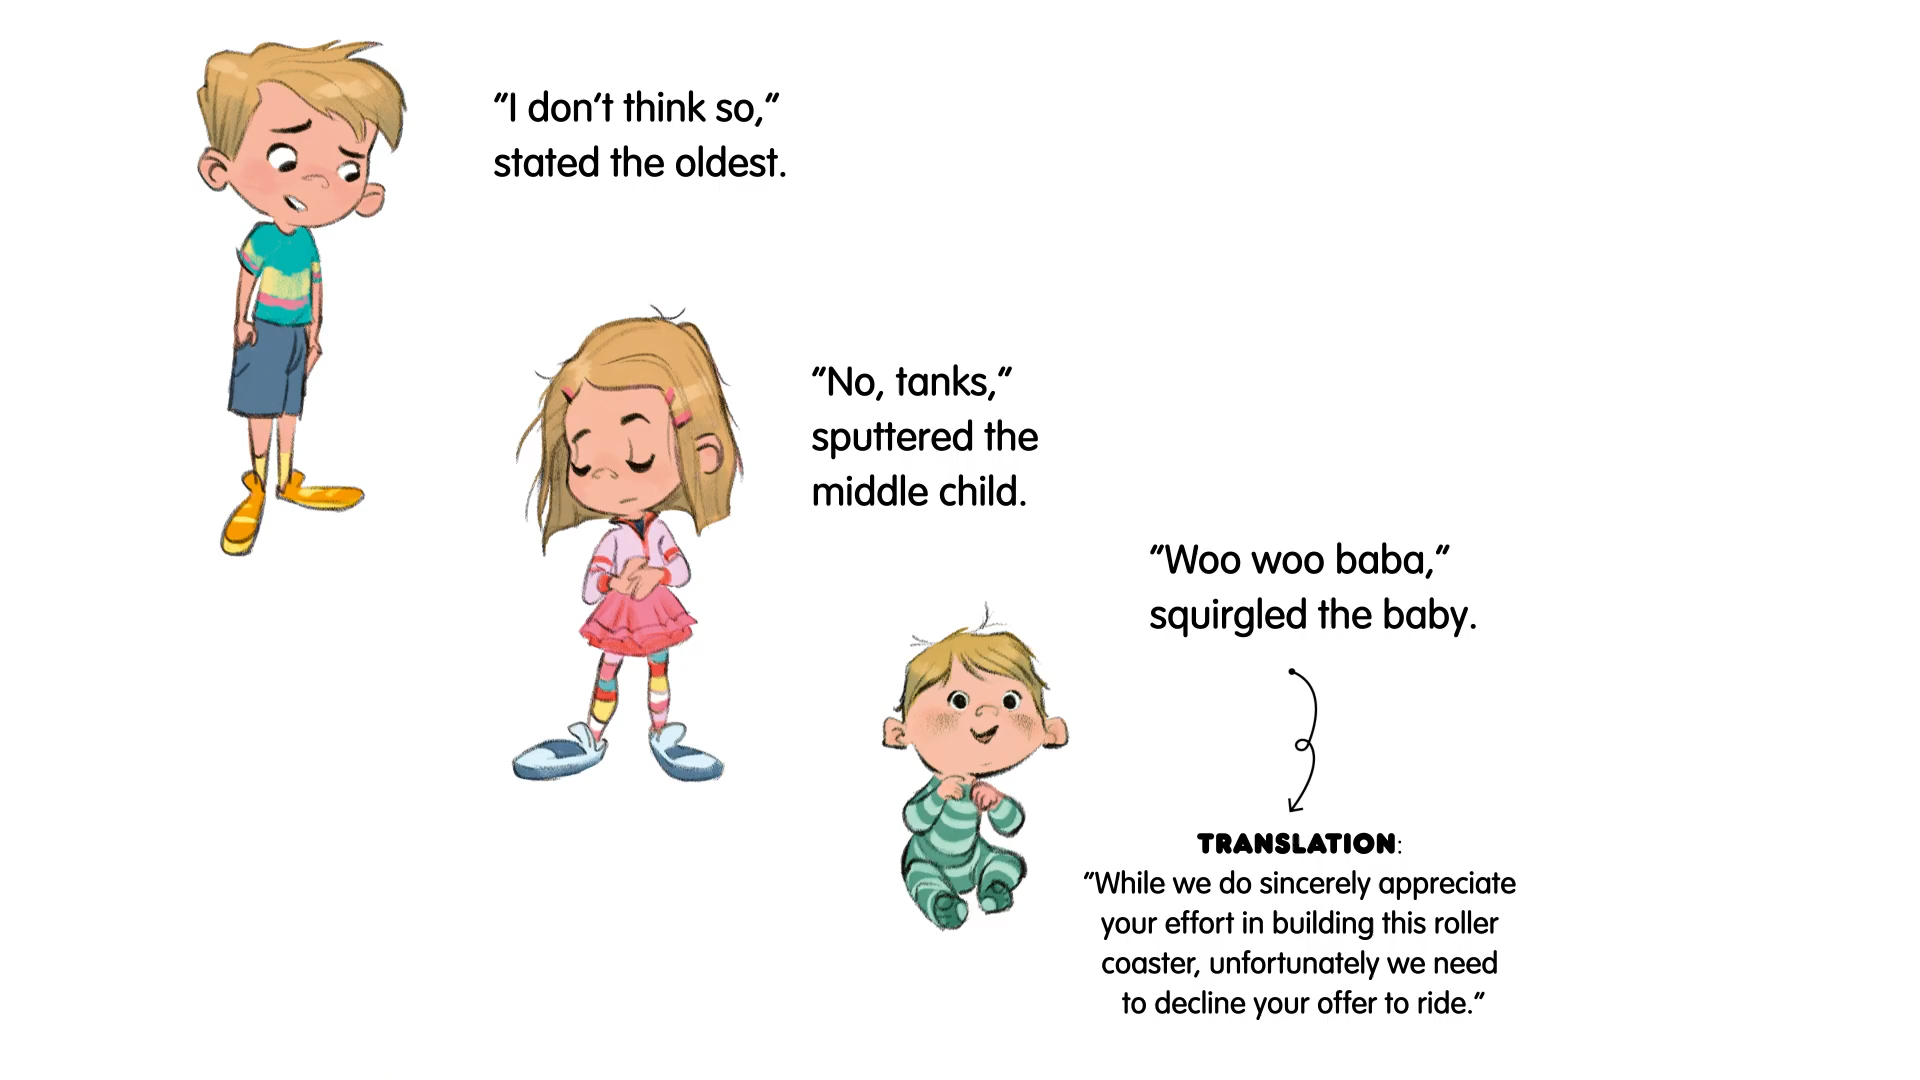 "I don't think so,"
stated the oldest.
"No, tanks,"
sputtered the
middle child.
"Woo woo baba,"
squirgled the baby.
TRANSLATION:
"While we do sincerely appreciate
your effort in building this roller
coaster, unfortunately we need
to decline your offer to ride."